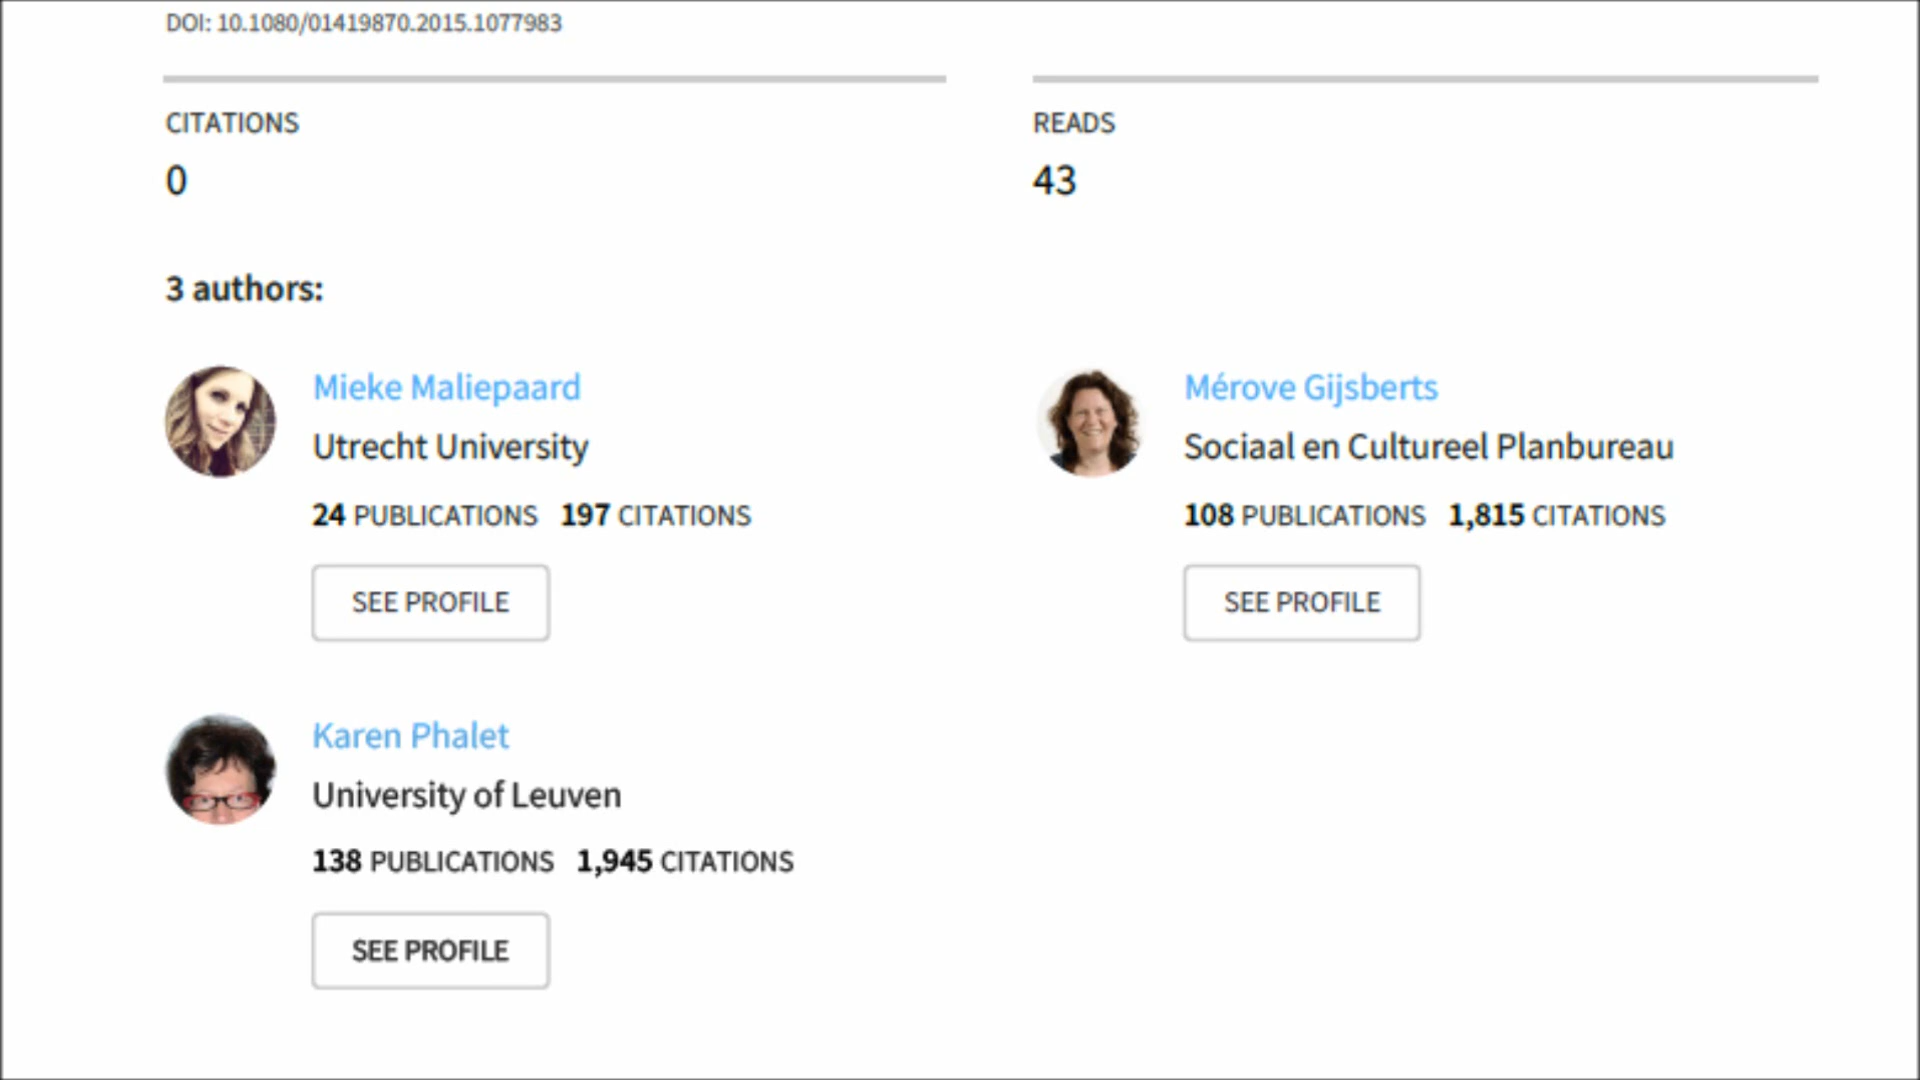 DOI: 10.1080/01419870.2015.1077983
CITATIONS
0
READS
43
3 authors:
Mieke Maliepaard
Utrecht University
24 PUBLICATIONS 197 CITATIONS
SEE PROFILE
Mérove Gijsberts
Sociaal en Cultureel Planbureau
108 PUBLICATIONS 1,815 CITATIONS
SEE PROFILE
Karen Phalet
University of Leuven
138 PUBLICATIONS 1,945 CITATIONS
SEE PROFILE